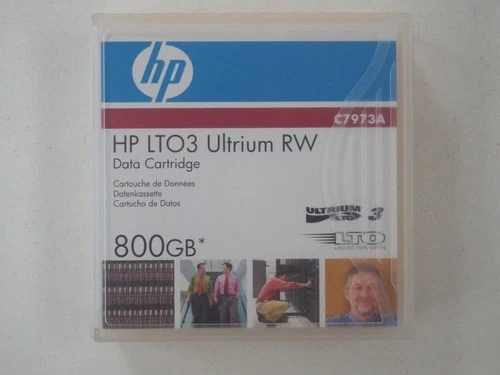 hp
C7973A
HP LTO3 Ultrium RW
Data Cartridge
Cartouche de Données
Datenkassette
Cartucho de Datos
ULTRIUM 3
LTO
LTO
800GB*